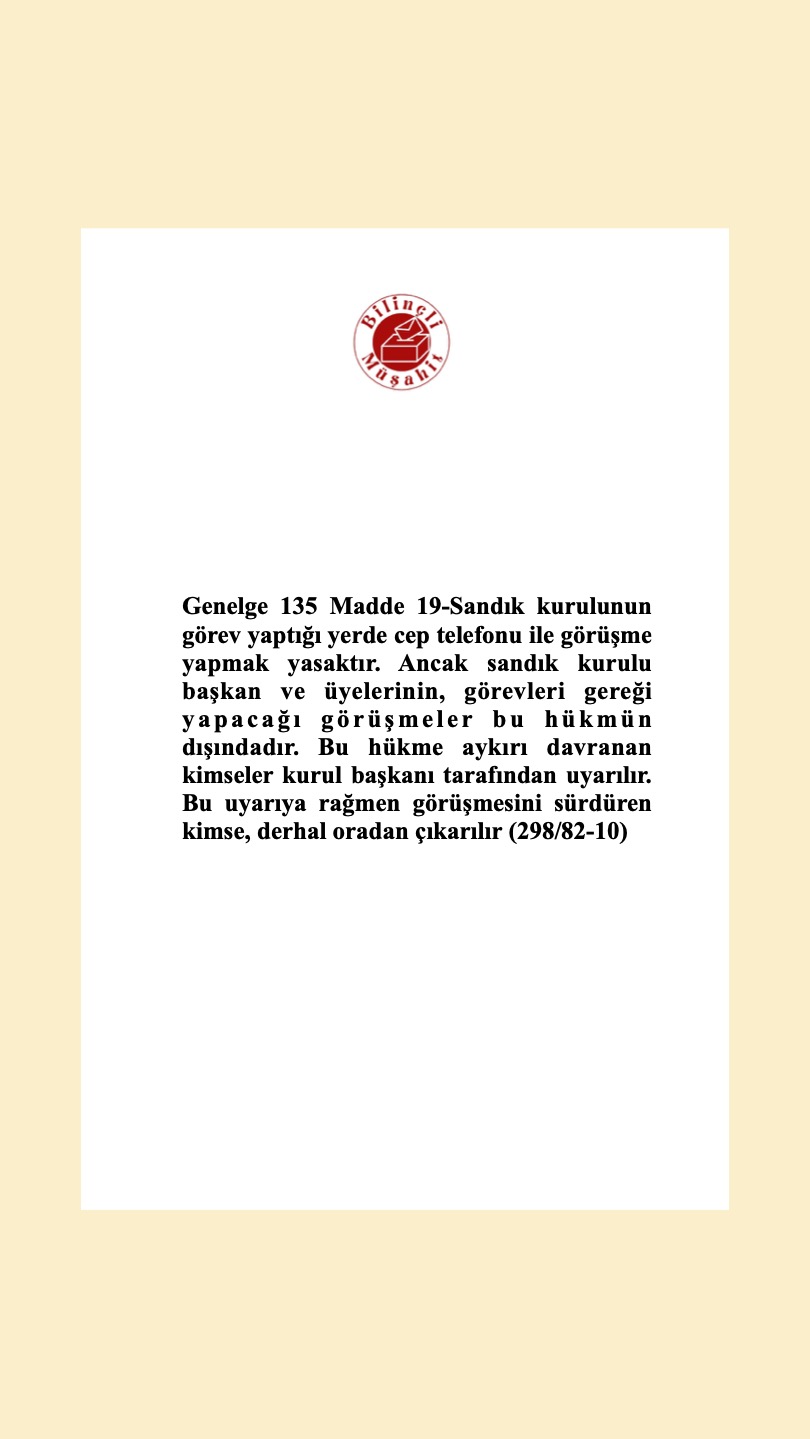 Bilinçli
Müşahit
Genelge 135 Madde 19-Sandık kurulunun
görev yaptığı yerde cep telefonu ile görüşme
yapmak yasaktır. Ancak sandık kurulu
başkan ve üyelerinin, görevleri gereği
yapacağı görüşmeler bu hükmün
dışındadır. Bu hükme aykırı davranan
kimseler kurul başkanı tarafından uyarılır.
Bu uyarıya rağmen görüşmesini sürdüren
kimse, derhal oradan çıkarılır (298/82-10)